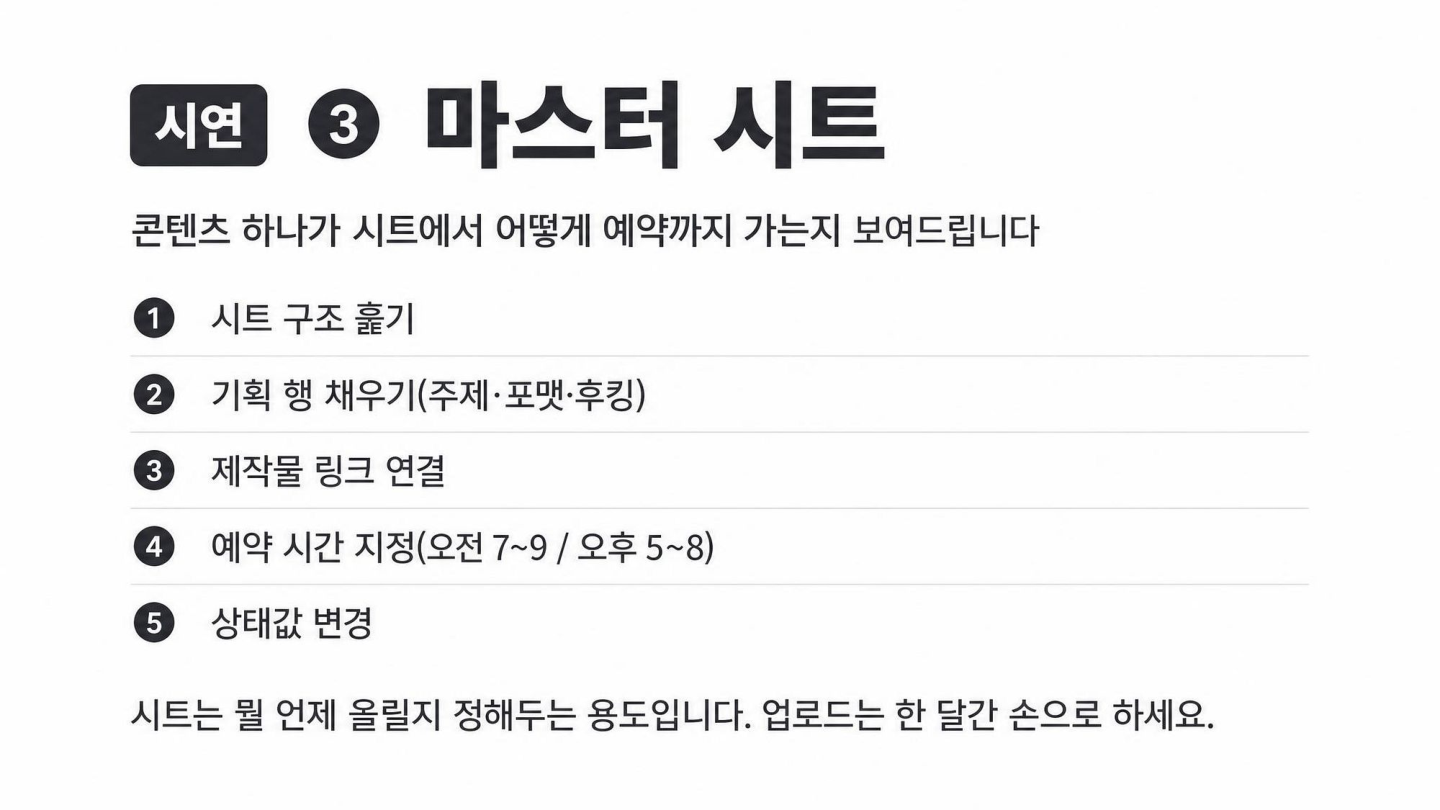 시연 3 마스터 시트
콘텐츠 하나가 시트에서 어떻게 예약까지 가는지 보여드립니다
1 시트 구조 훑기
2 기획 행 채우기(주제·포맷·후킹)
3 제작물 링크 연결
4 예약 시간 지정(오전 7~9 / 오후 5~8)
5 상태값 변경
시트는 뭘 언제 올릴지 정해두는 용도입니다. 업로드는 한 달간 손으로 하세요.